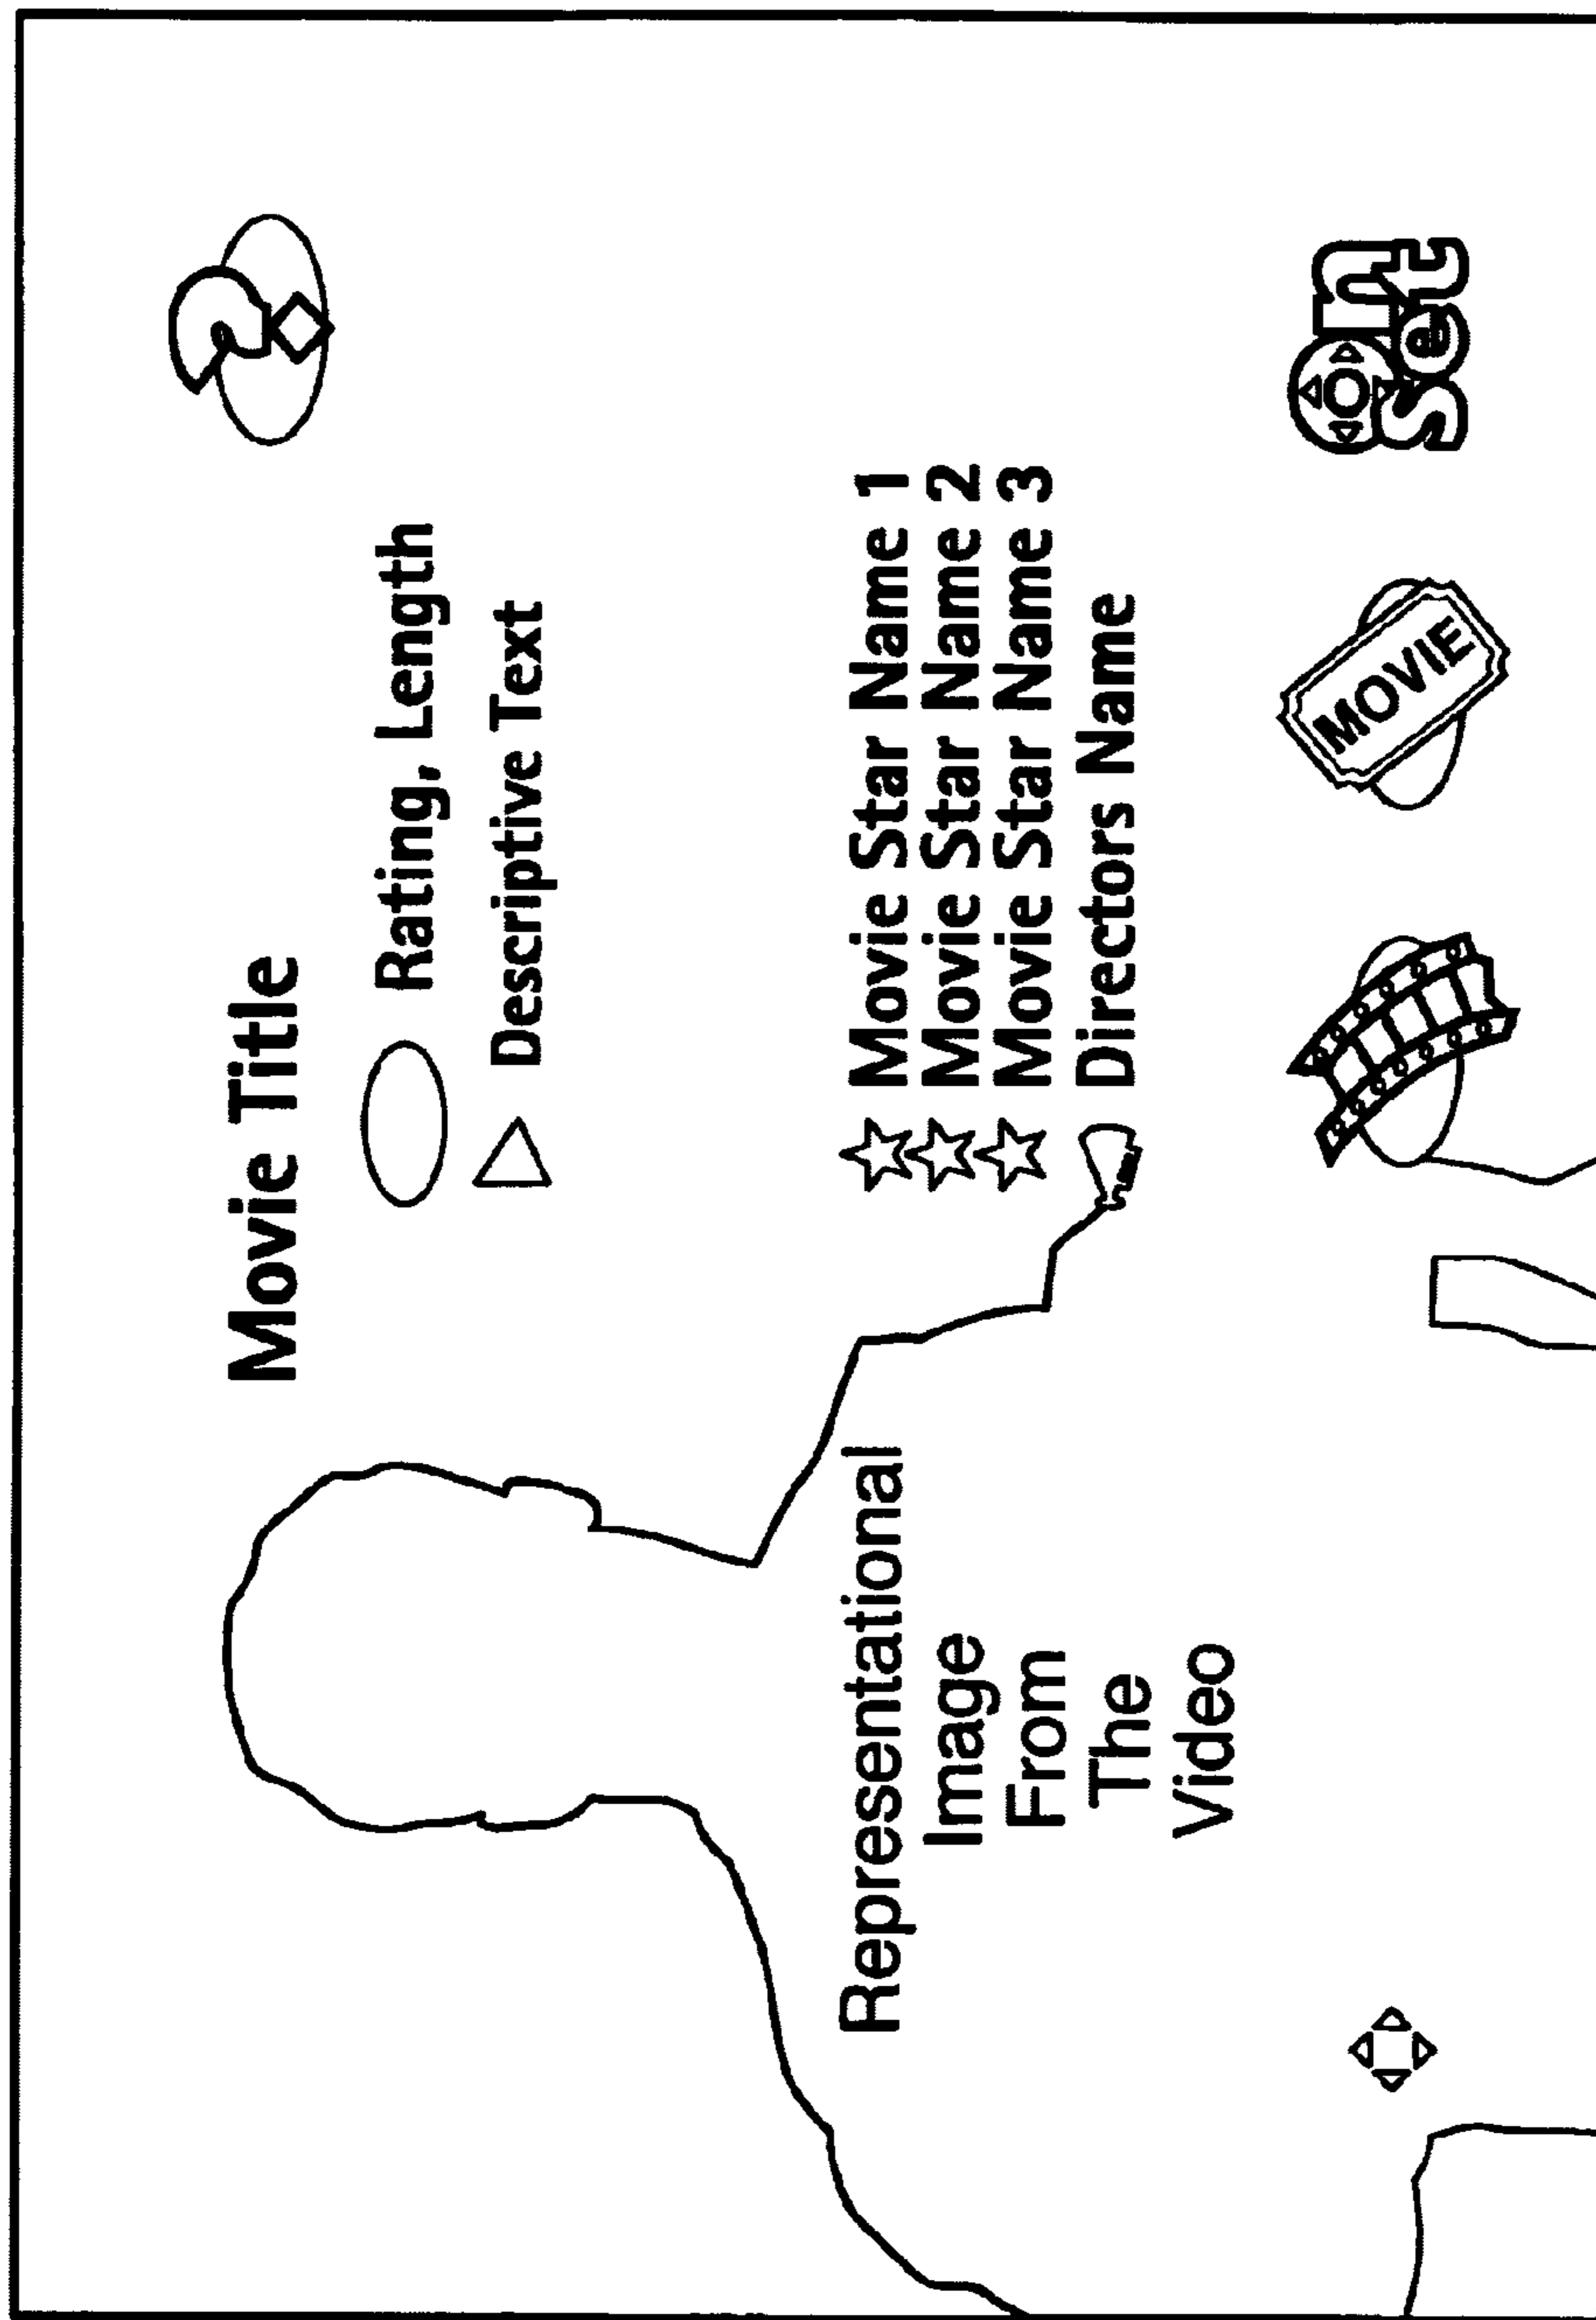 Movie Title
?
Rating, Length
Descriptive Text
Movie Star Name 1
Movie Star Name 2
Movie Star Name 3
Directors Name
Representational
Image
From
The
Video
MOVIE
On
Set